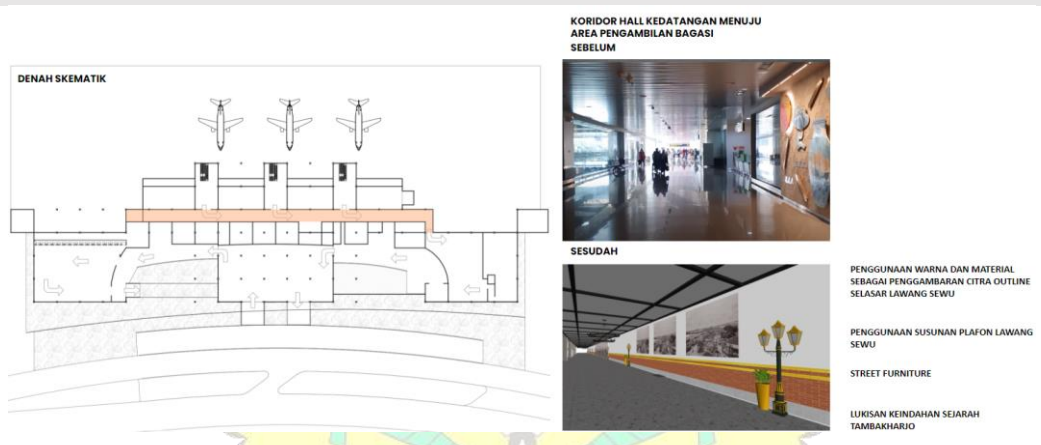 DENAH SKEMATIK
KORIDOR HALL KEDATANGAN MENUJU
AREA PENGAMBILAN BAGASI
SEBELUM
SESUDAH
PENGGUNAAN WARNA DAN MATERIAL
SEBAGAI PENGGAMBARAN CITRA OUTLINE
SELASAR LAWANG SEWU
PENGGUNAAN SUSUNAN PLAFON LAWANG
SEWU
STREET FURNITURE
LUKISAN KEINDAHAN SEJARAH
TAMBAKHARJO